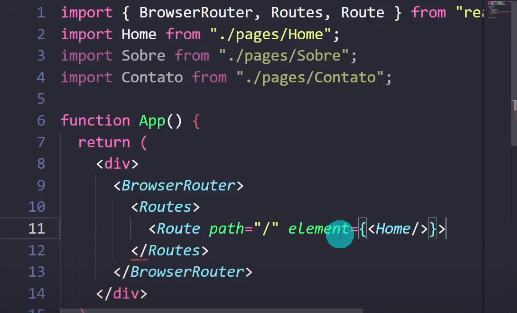 1 import { BrowserRouter, Routes, Route } from "rea
2 import Home from "./pages/Home";
3 import Sobre from "./pages/Sobre";
4 import Contato from "./pages/Contato";
5
6 function App() {
7 return (
8 <div>
9 <BrowserRouter>
10 <Routes>
11 <Route path="/" element={<Home/>}>
12 </Routes>
13 </BrowserRouter>
14 </div>
15 )